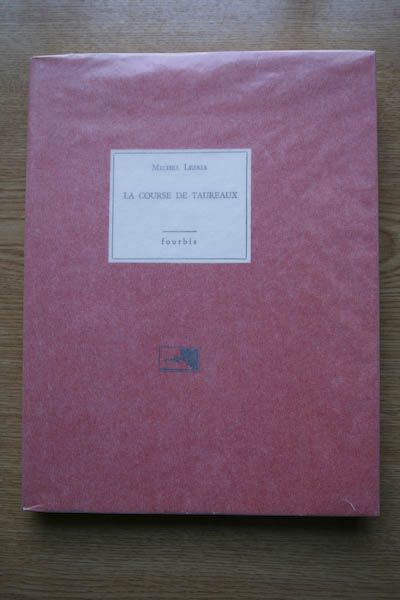 MICHEL LEIRIS
LA COURSE DE TAUREAUX
fourbis